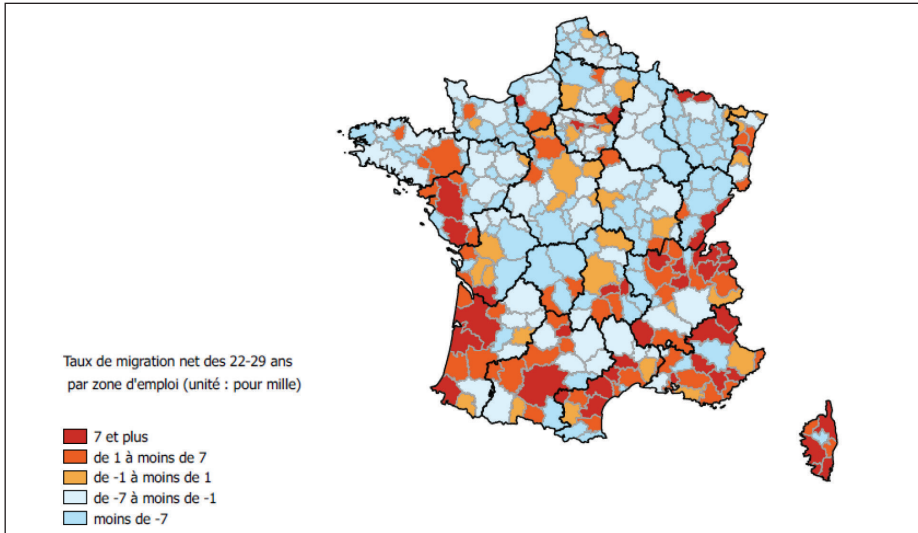 Taux de migration net des 22-29 ans
par zone d'emploi (unité : pour mille)
7 et plus
de 1 à moins de 7
de -1 à moins de 1
de -7 à moins de -1
moins de -7